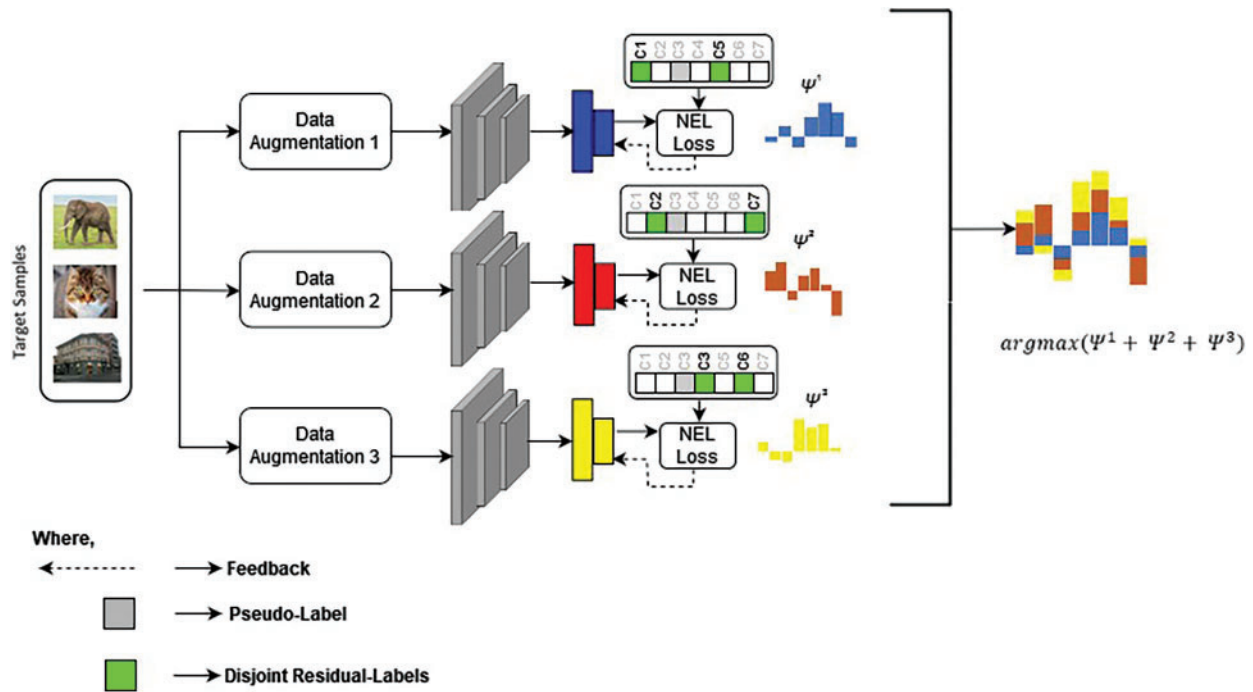 Target Samples
Data
Augmentation 1
C1 C2 C3 C4 C5 C6 C7
NEL
Loss
Ψ¹
Data
Augmentation 2
C1 C2 C3 C4 C5 C6 C7
NEL
Loss
Ψ²
Data
Augmentation 3
C1 C2 C3 C3 C5 C6 C7
NEL
Loss
Ψ²
argmax(Ψ¹ + Ψ² + Ψ³)
Where,
Feedback
Pseudo-Label
Disjoint Residual-Labels